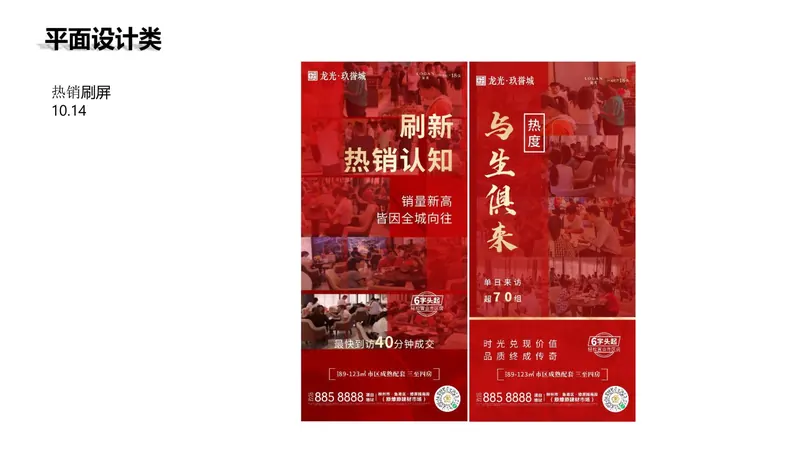 平面设计类
热销刷屏
10.14
龙光·玖誉城
刷新
热销认知
销量新高
皆因全城向往
6字头起
最快到访40分钟成交
89-123㎡ 市区成熟配套 三至四房
885 8888
龙光·玖誉城
热度
与生俱来
单日来访
超70组
时光兑现价值
品质终成传奇
6字头起
89-123㎡ 市区成熟配套 三至四房
885 8888